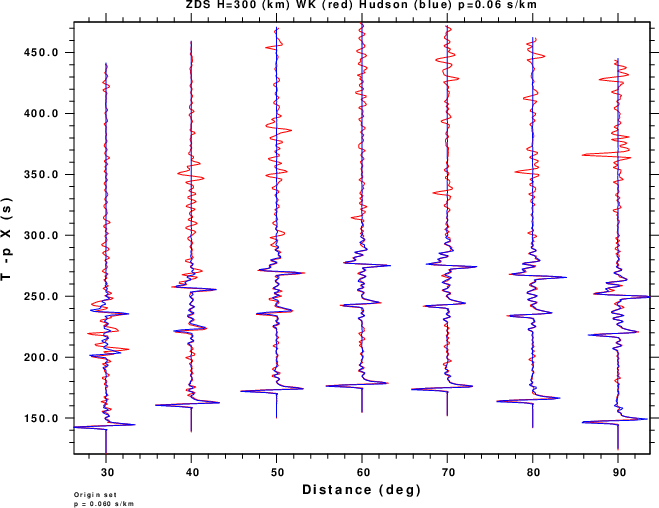 ZDS H=300 (km) WK (red) Hudson (blue) p=0.06 s/km
450.0
400.0
350.0
300.0
250.0
200.0
150.0
T -p X (s)
30 40 50 60 70 80 90
Distance (deg)
Origin set
p = 0.060 s/km